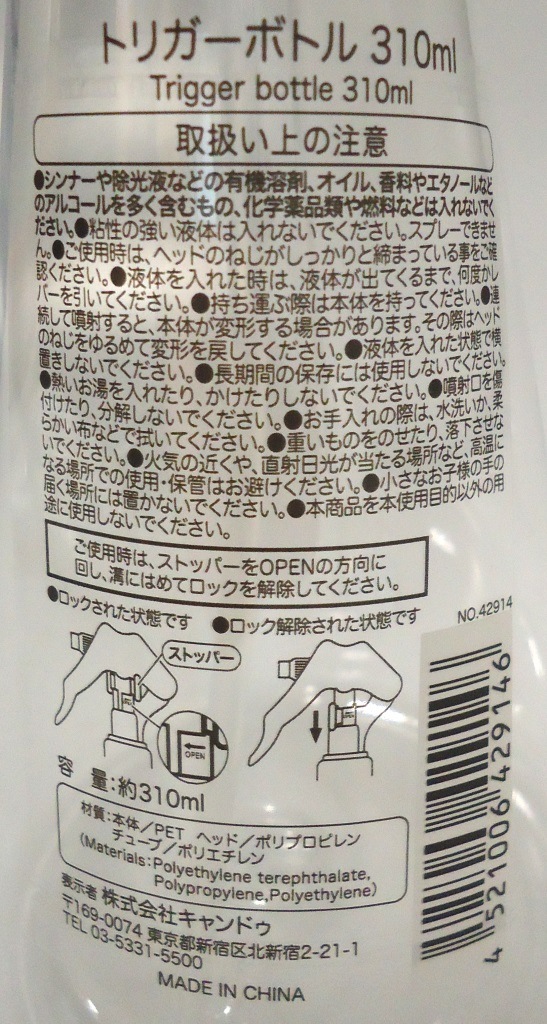 トリガーボトル 310ml
Trigger bottle 310ml
取扱い上の注意
●シンナーや除光液などの有機溶剤、オイル、香料やエタノールなど
のアルコールを多く含むもの、化学薬品類や燃料などは入れないでく
ださい。●粘性の強い液体は入れないでください。スプレーできませ
ん。●ご使用時は、ヘッドのねじがしっかりと締まっている事をご確
認ください。●液体を入れた時は、液体が出てくるまで、何度かレ
バーを引いてください。●持ち運ぶ際は本体を持ってください。●連
続して噴射すると、本体が変形する場合があります。その際はヘッド
のねじをゆるめて変形を戻してください。●液体を入れた状態で横
置きしないでください。●長期間の保存には使用しないでください。
●熱いお湯を入れたり、かけたりしないでください。●噴射口を傷
付けたり、分解しないでください。●お手入れの際は、水洗いか、柔
らかい布などで拭いてください。●重いものをのせたり、落下させな
いでください。●火気の近くや、直射日光が当たる場所など、高温に
なる場所での使用・保管はお避けください。●小さなお子様の手の
届く場所には置かないでください。●本商品を本使用目的以外の用
途に使用しないでください。
ご使用時は、ストッパーをOPENの方向に
回し、溝にはめてロックを解除してください。
●ロックされた状態です ●ロック解除された状態です
NO.42914
ストッパー
OPEN
容 量:約310ml
材質:本体/PET ヘッド/ポリプロピレン
チューブ/ポリエチレン
(Materials:Polyethylene terephthalate,
Polypropylene,Polyethylene)
表示者 株式会社キャンドゥ
〒169-0074 東京都新宿区北新宿2-21-1
TEL 03-5331-5500
MADE IN CHINA
4 521006 429146